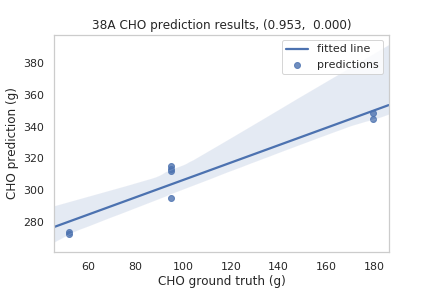 38A CHO prediction results, (0.953,  0.000)
fitted line
predictions
CHO prediction (g)
380
360
340
320
300
280
60 80 100 120 140 160 180
CHO ground truth (g)